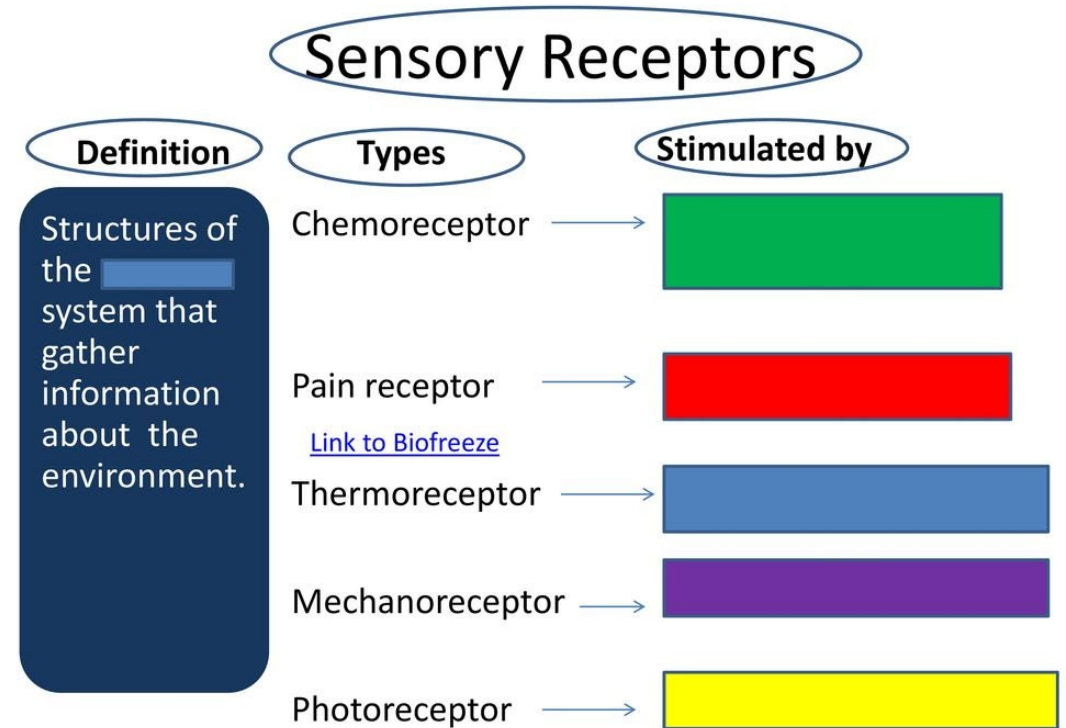 Sensory Receptors
Definition
Types
Stimulated by
Structures of
the
system that
gather
information
about the
environment.
Chemoreceptor
Pain receptor
Link to Biofreeze
Thermoreceptor
Mechanoreceptor
Photoreceptor